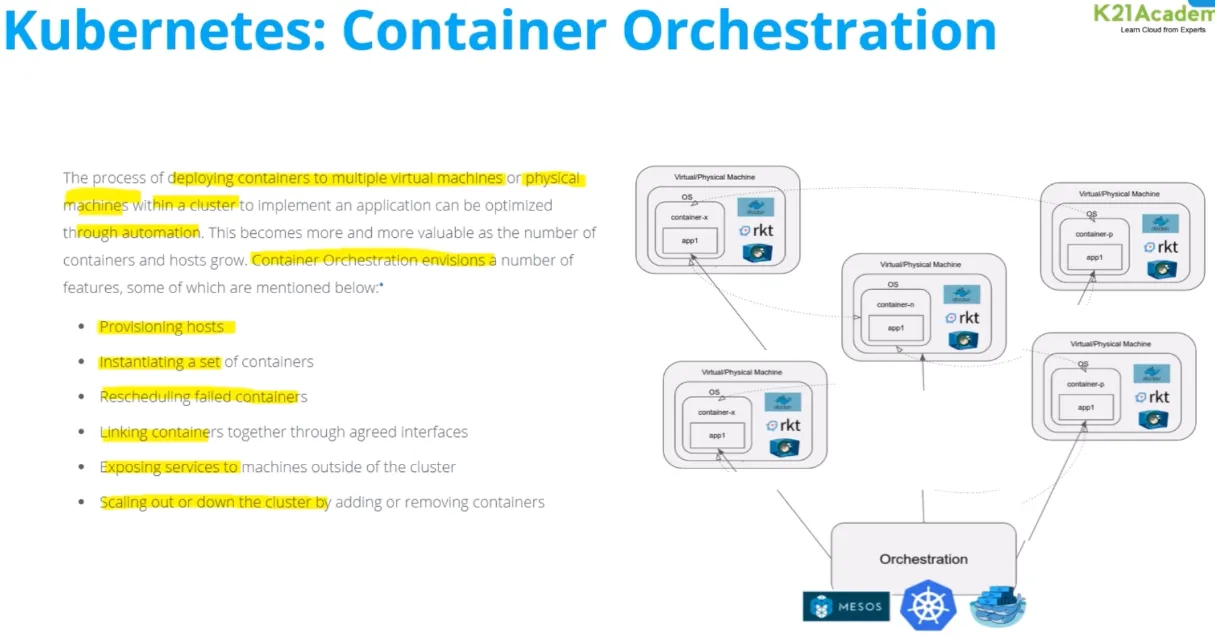 Kubernetes: Container Orchestration
K21Academ
Learn Cloud from Experts
The process of deploying containers to multiple virtual machines or physical
machines within a cluster to implement an application can be optimized
through automation. This becomes more and more valuable as the number of
containers and hosts grow. Container Orchestration envisions a number of
features, some of which are mentioned below:*
• Provisioning hosts
• Instantiating a set of containers
• Rescheduling failed containers
• Linking containers together through agreed interfaces
• Exposing services to machines outside of the cluster
• Scaling out or down the cluster by adding or removing containers
Virtual/Physical Machine
OS
container-x
app1
docker
rkt
Virtual/Physical Machine
OS
container-p
app1
docker
rkt
Virtual/Physical Machine
OS
container-n
app1
docker
rkt
Virtual/Physical Machine
OS
container-x
app1
docker
rkt
Virtual/Physical Machine
OS
container-p
app1
docker
rkt
Orchestration
MESOS